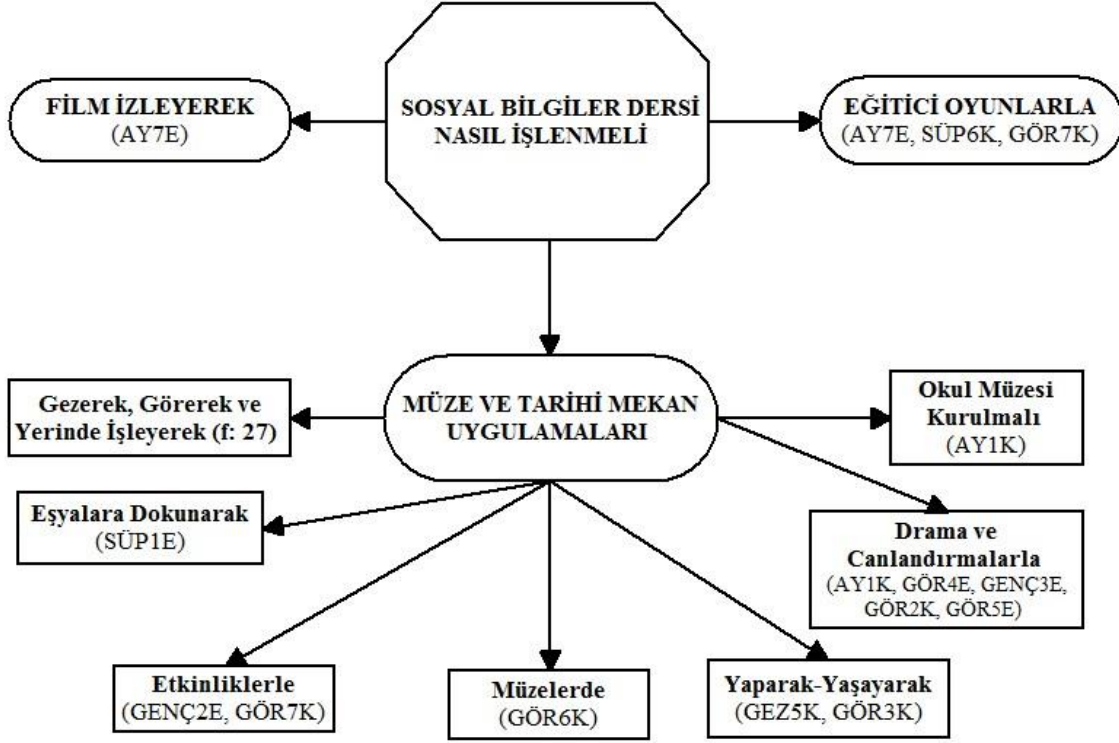 SOSYAL BİLGİLER DERSİ
NASIL İŞLENMELİ
FİLM İZLEYEREK
(AY7E)
EĞİTİCİ OYUNLARLA
(AY7E, SÜP6K, GÖR7K)
MÜZE VE TARİHİ MEKAN
UYGULAMALARI
Gezerek, Görerek ve
Yerinde İşleyerek (f: 27)
Okul Müzesi
Kurulmalı
(AY1K)
Eşyalara Dokunarak
(SÜP1E)
Drama ve
Canlandırmalarla
(AY1K, GÖR4E, GENÇ3E,
GÖR2K, GÖR5E)
Etkinliklerle
(GENÇ2E, GÖR7K)
Müzelerde
(GÖR6K)
Yaparak-Yaşayarak
(GEZ5K, GÖR3K)